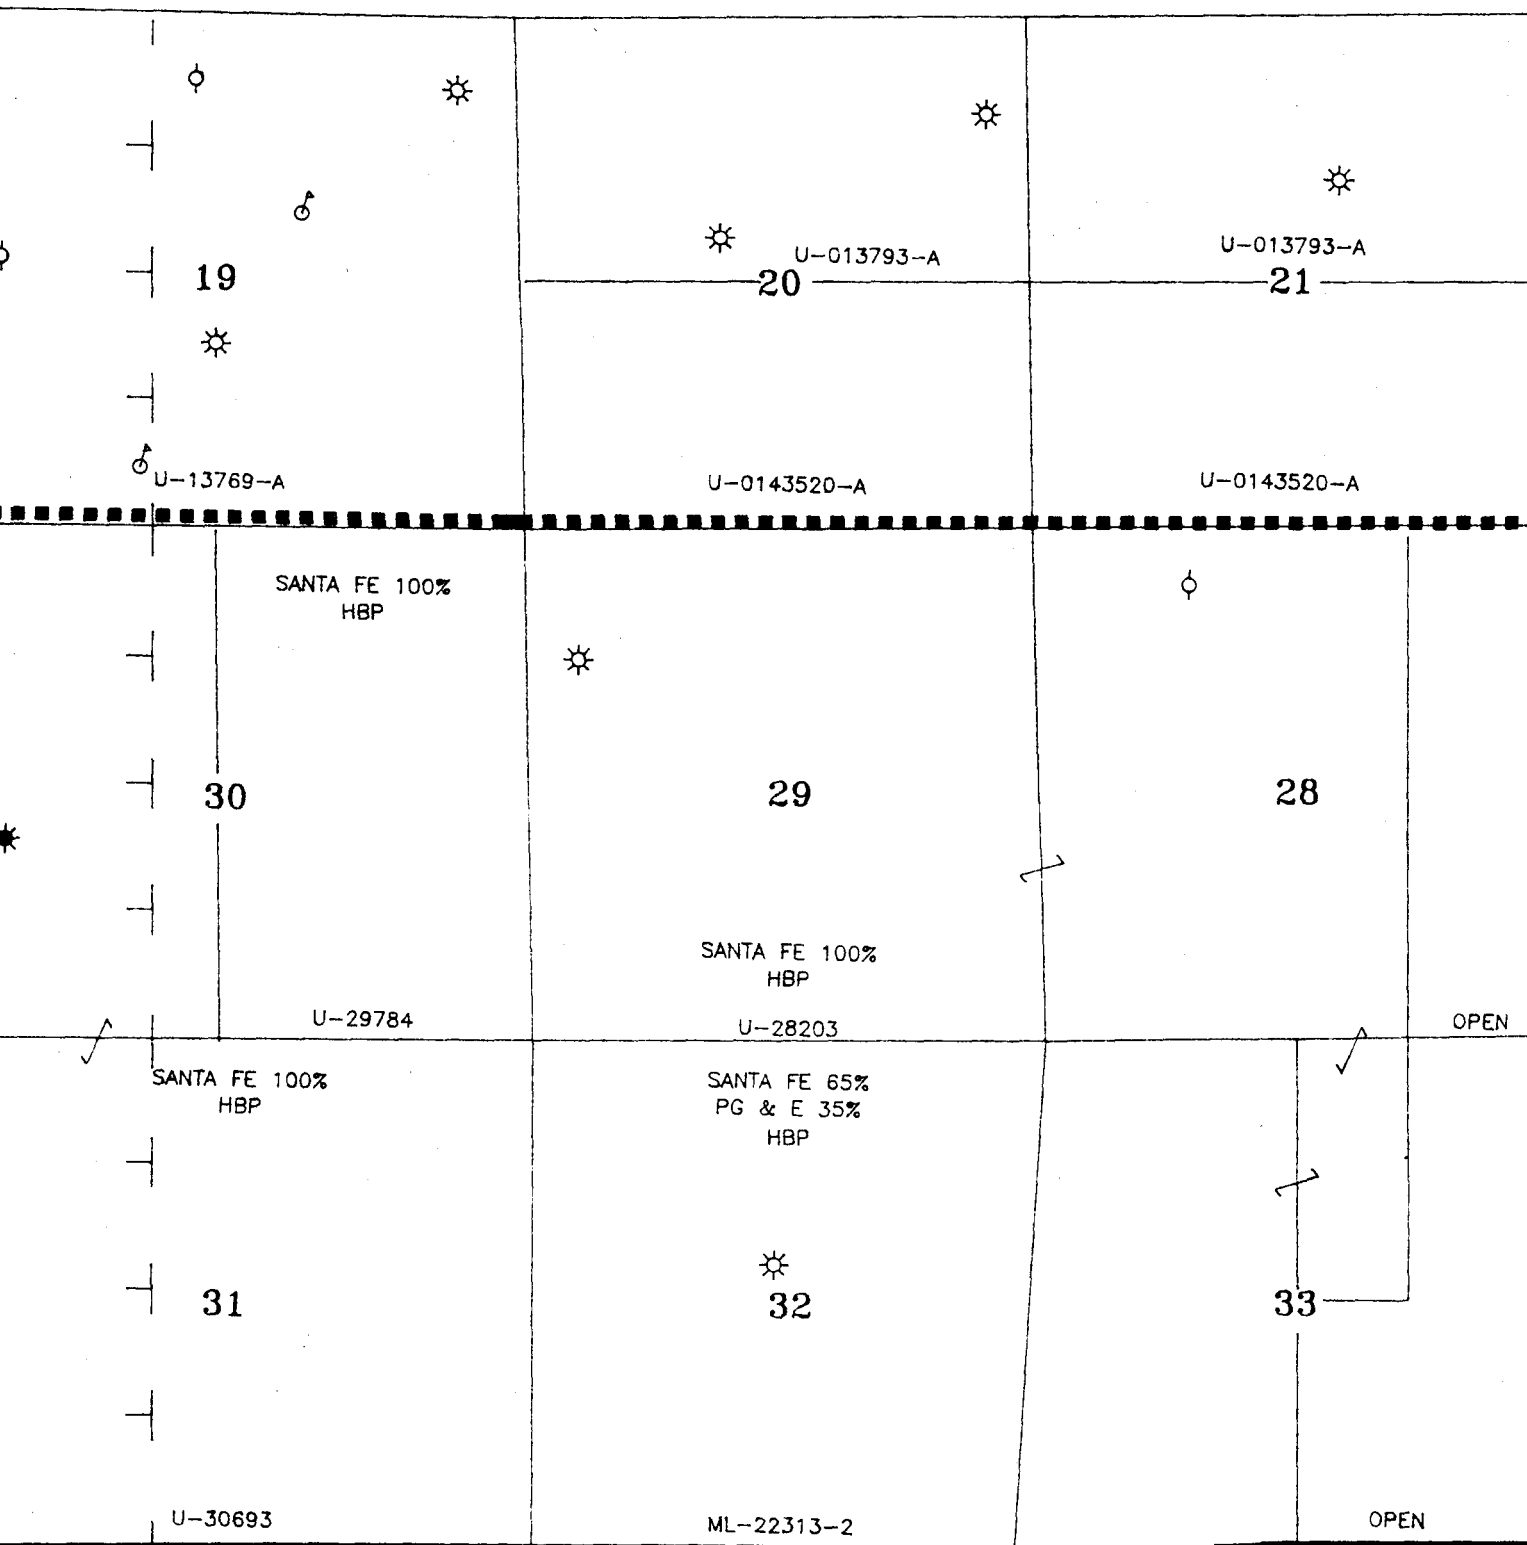 U-013793-A
U-013793-A
19
20
21
U-13769-A
U-0143520-A
U-0143520-A
SANTA FE 100%
HBP
30
29
28
SANTA FE 100%
HBP
U-29784
U-28203
OPEN
SANTA FE 100%
HBP
SANTA FE 65%
PG & E 35%
HBP
31
32
33
U-30693
ML-22313-2
OPEN